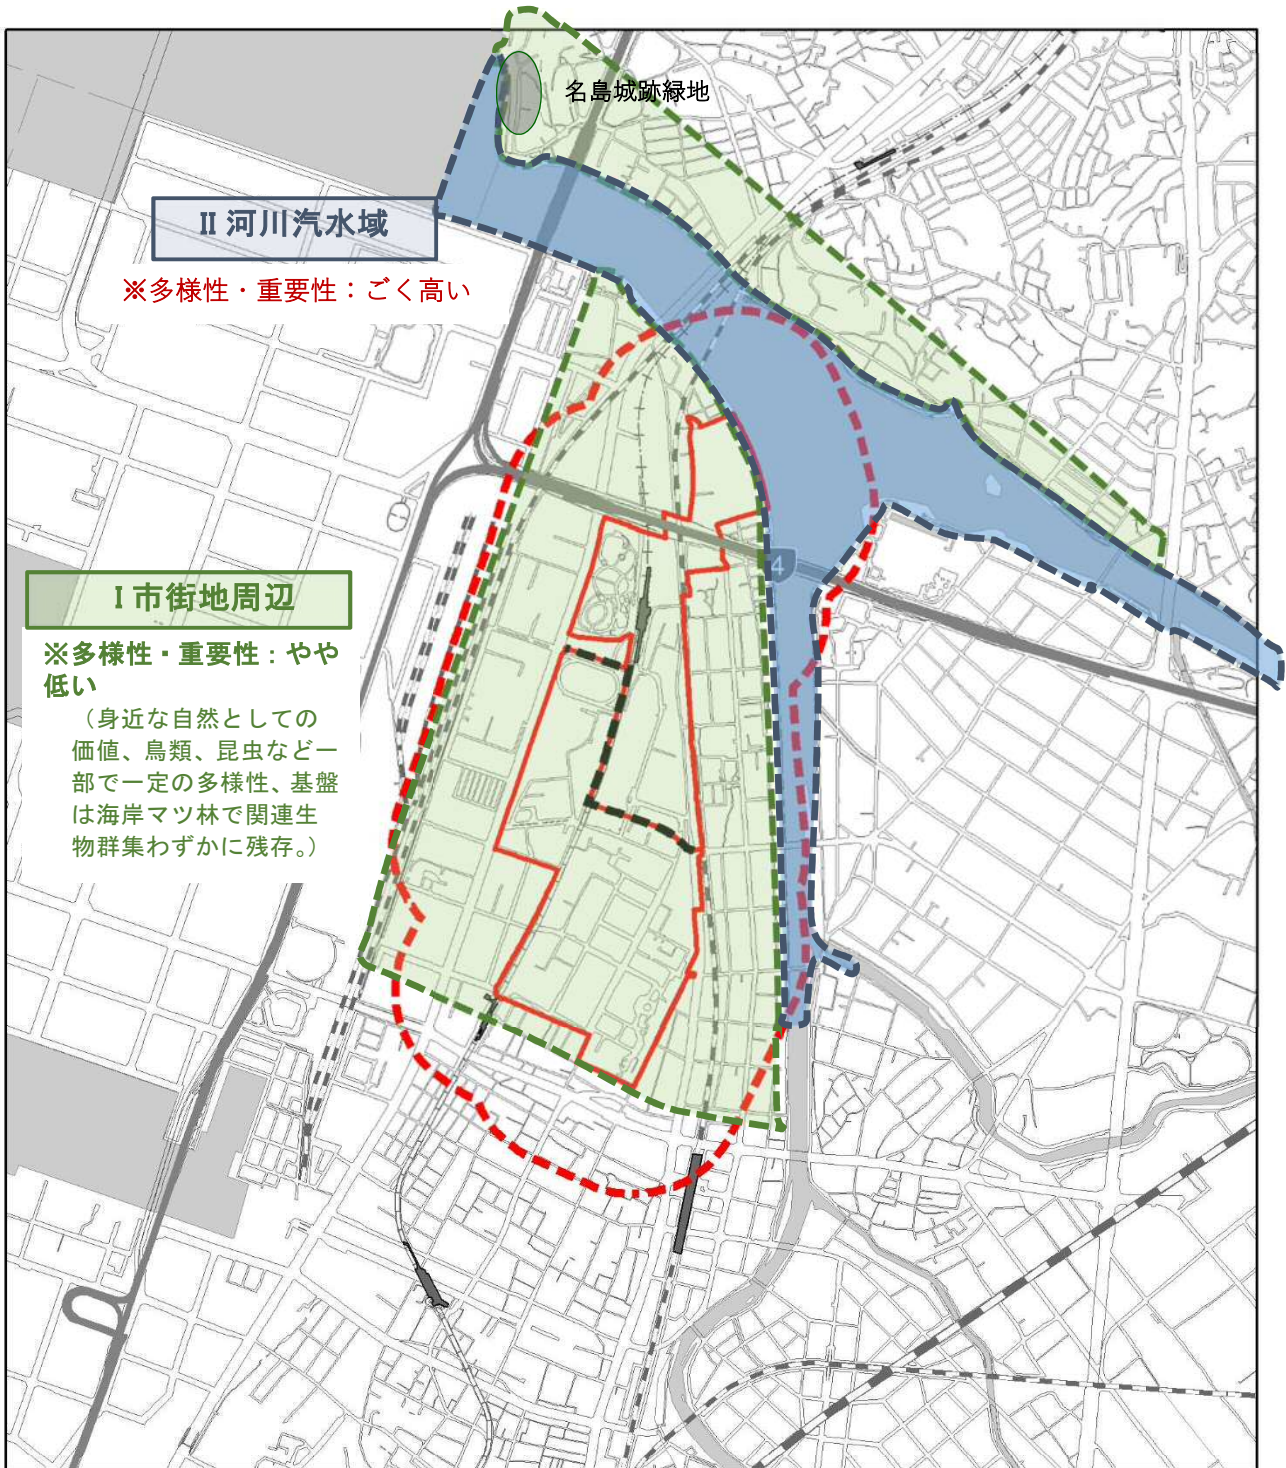 名島城跡緑地
Ⅱ 河川汽水域
※多様性・重要性：ごく高い
4
Ⅰ 市街地周辺
※多様性・重要性：やや
低い
（身近な自然としての
価値、鳥類、昆虫など一
部で一定の多様性、基盤
は海岸マツ林で関連生
物群集わずかに残存。）